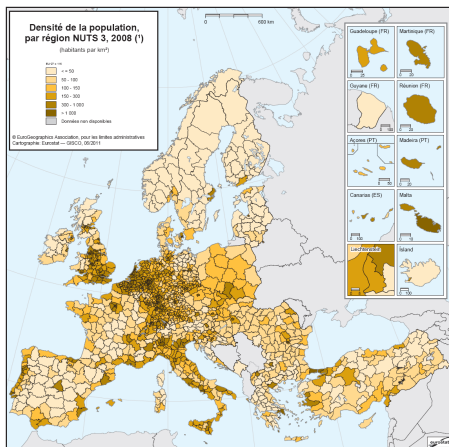 Densité de la population,
par région NUTS 3, 2008 (¹)
(habitants par km²)
<= 50
50 - 100
100 - 150
150 - 300
300 - 1 000
> 1 000
Données non disponibles
© EuroGeographics Association, pour les limites administratives
Cartographie: Eurostat — GISCO, 05/2011
0 600 km
Guadeloupe (FR)
Martinique (FR)
Guyane (FR)
Réunion (FR)
Açores (PT)
Madeira (PT)
Canarias (ES)
Malta
Liechtenstein
Ísland
eurostat